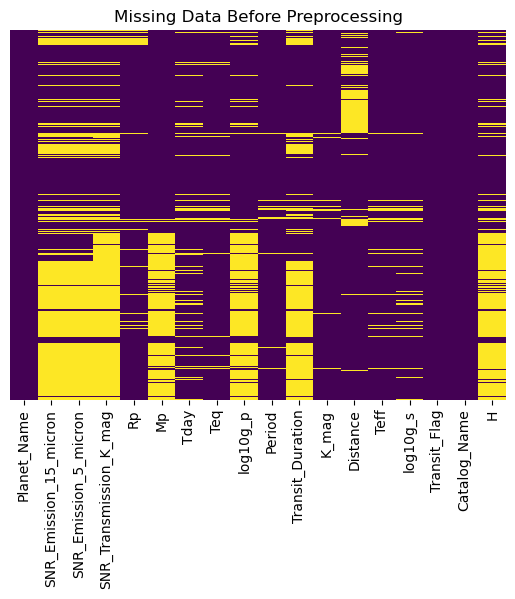 Missing Data Before Preprocessing
Planet_Name
SNR_Emission_15_micron
SNR_Emission_5_micron
SNR_Transmission_K_mag
Rp
Mp
Tday
Teq
log10g_p
Period
Transit_Duration
K_mag
Distance
Teff
log10g_s
Transit_Flag
Catalog_Name
H